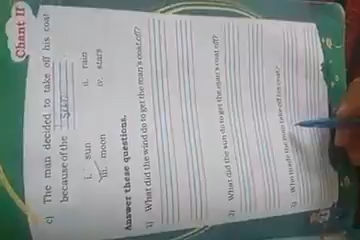 Chant II
c) The man decided to take off his coat
because of the
i. sun ii. rain
iii. moon iv. stars
Answer these questions.
1) What did the wind do to get the man's coat off?
2) What did the sun do to get the man's coat off?
3) Who made the man take off his coat?